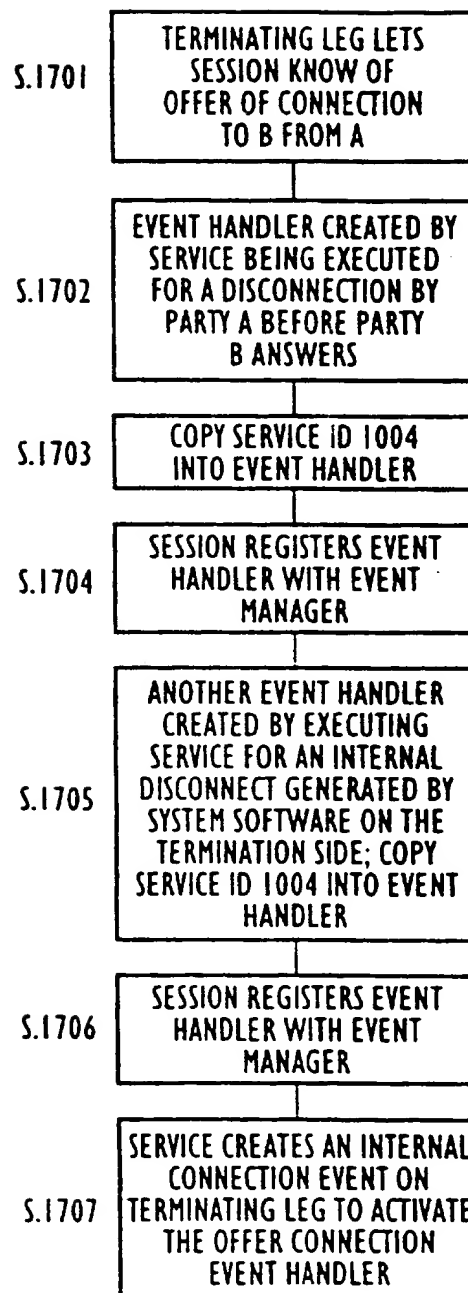 S.1701
TERMINATING LEG LETS
SESSION KNOW OF
OFFER OF CONNECTION
TO B FROM A
S.1702
EVENT HANDLER CREATED BY
SERVICE BEING EXECUTED
FOR A DISCONNECTION BY
PARTY A BEFORE PARTY
B ANSWERS
S.1703
COPY SERVICE ID 1004
INTO EVENT HANDLER
S.1704
SESSION REGISTERS EVENT
HANDLER WITH EVENT
MANAGER
S.1705
ANOTHER EVENT HANDLER
CREATED BY EXECUTING
SERVICE FOR AN INTERNAL
DISCONNECT GENERATED BY
SYSTEM SOFTWARE ON THE
TERMINATION SIDE; COPY
SERVICE ID 1004 INTO EVENT
HANDLER
S.1706
SESSION REGISTERS EVENT
HANDLER WITH EVENT
MANAGER
S.1707
SERVICE CREATES AN INTERNAL
CONNECTION EVENT ON
TERMINATING LEG TO ACTIVATE
THE OFFER CONNECTION
EVENT HANDLER